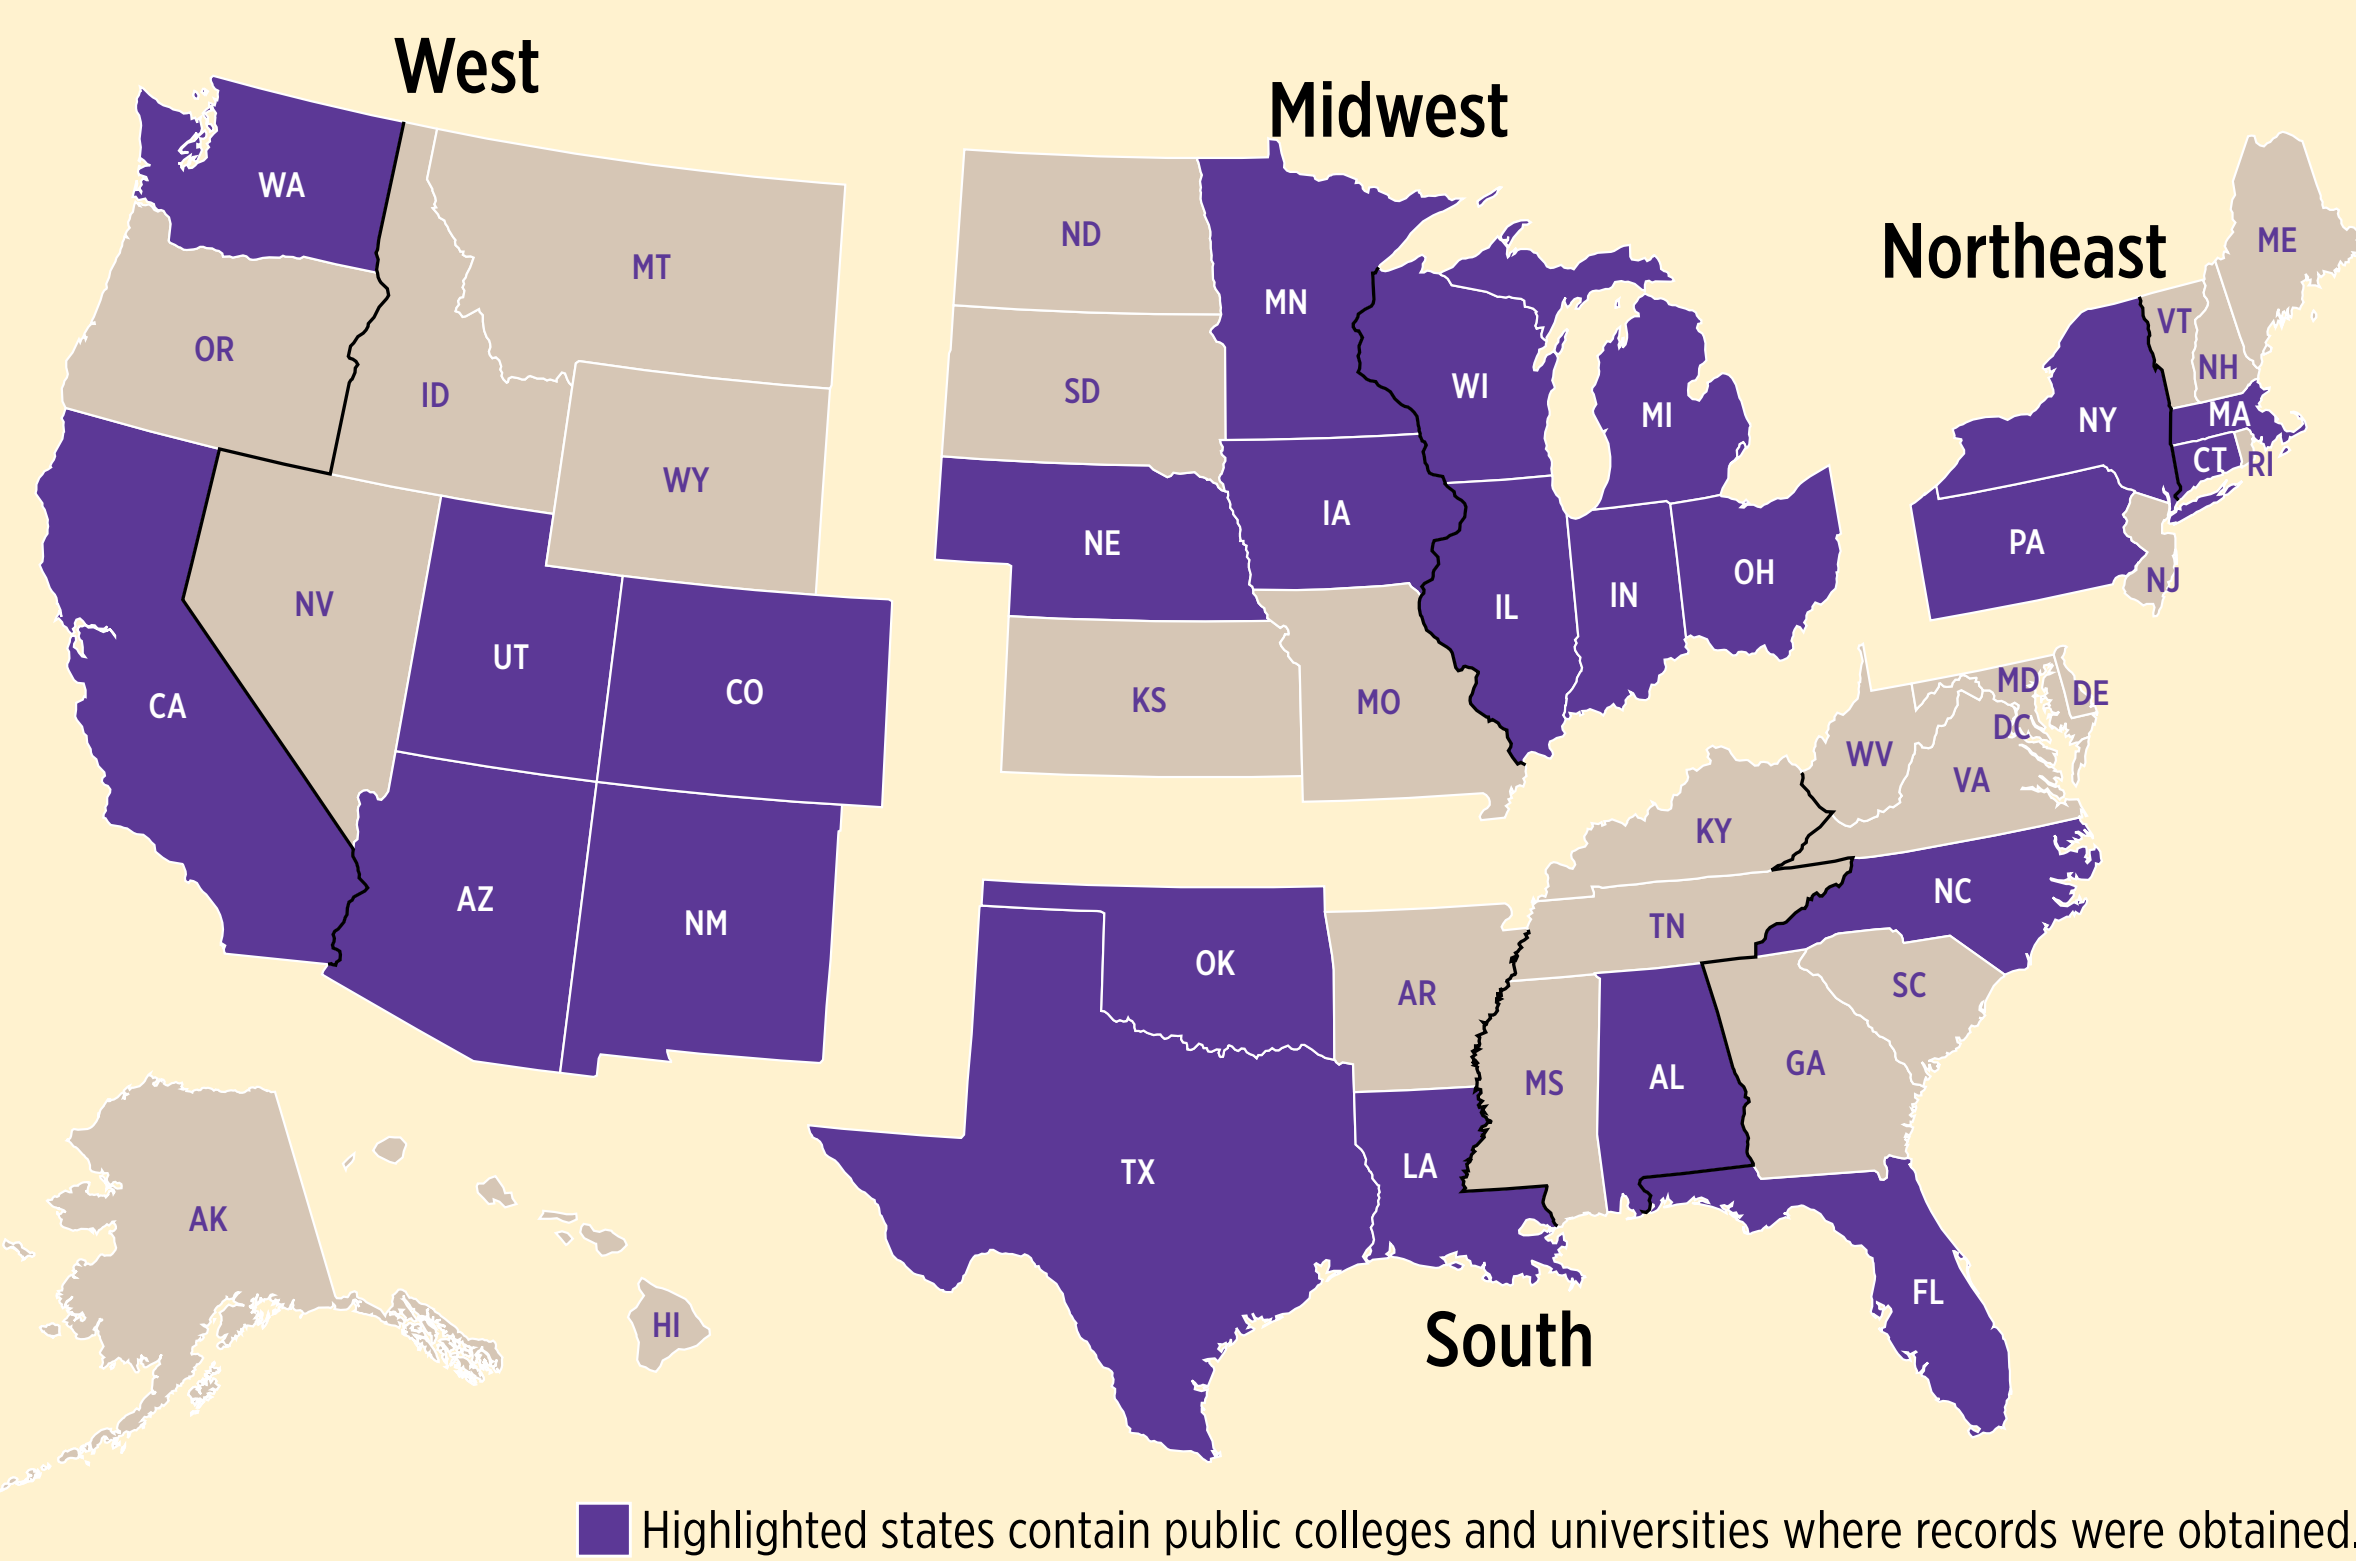 West
WA
MT
OR
ID
WY
NV
UT
CO
CA
AZ
NM
AK
HI
Midwest
ND
MN
SD
WI
MI
NE
IA
IL
IN
OH
KS
MO
Northeast
ME
VT
NH
NY
MA
CT
RI
PA
NJ
MD
DE
DC
WV
VA
KY
NC
TN
OK
AR
SC
MS
AL
GA
TX
LA
FL
South
Highlighted states contain public colleges and universities where records were obtained.